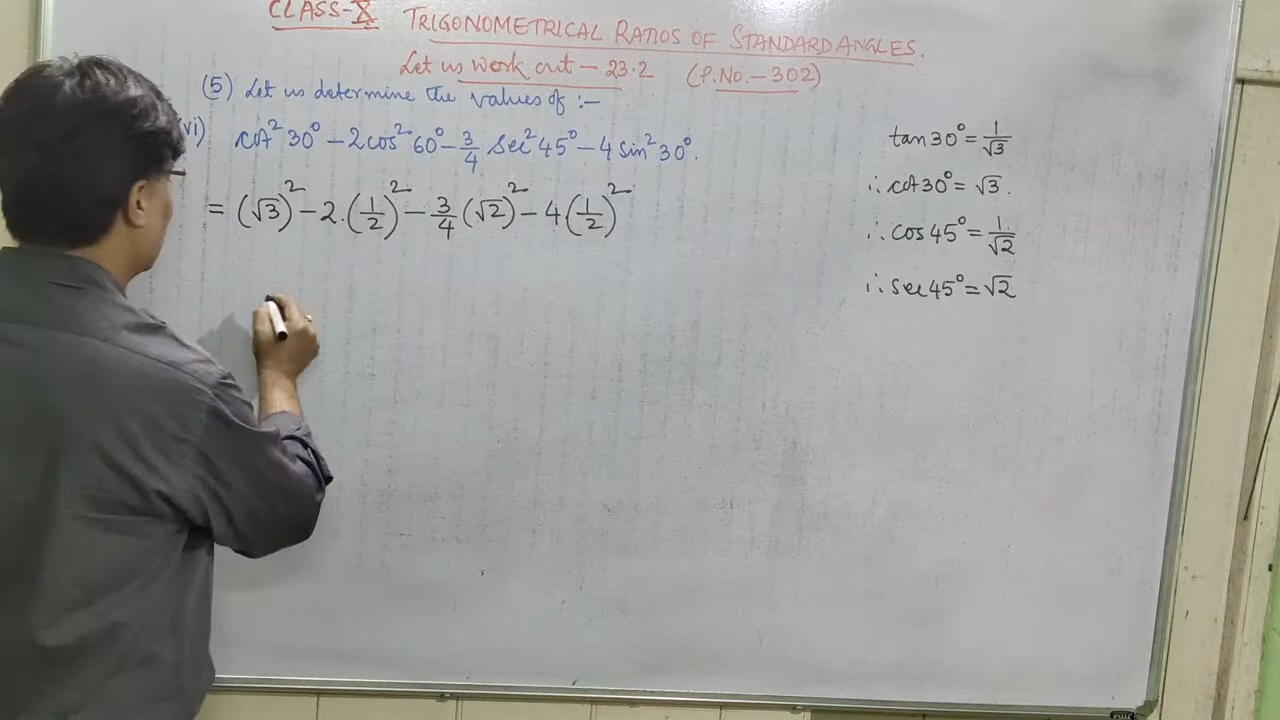 CLASS-X TRIGONOMETRICAL RATIOS OF STANDARD ANGLES.
Let us work out – 23.2 (P.NO.–302)
(5) Let us determine the values of :–
(vi) cot² 30° – 2cos² 60° – 3/4 sec² 45° – 4 sin² 30°.
= (√3)² – 2.(1/2)² – 3/4 (√2)² – 4 (1/2)²
tan 30° = 1/√3
∴ cot 30° = √3.
∴ cos 45° = 1/√2
∴ sec 45° = √2